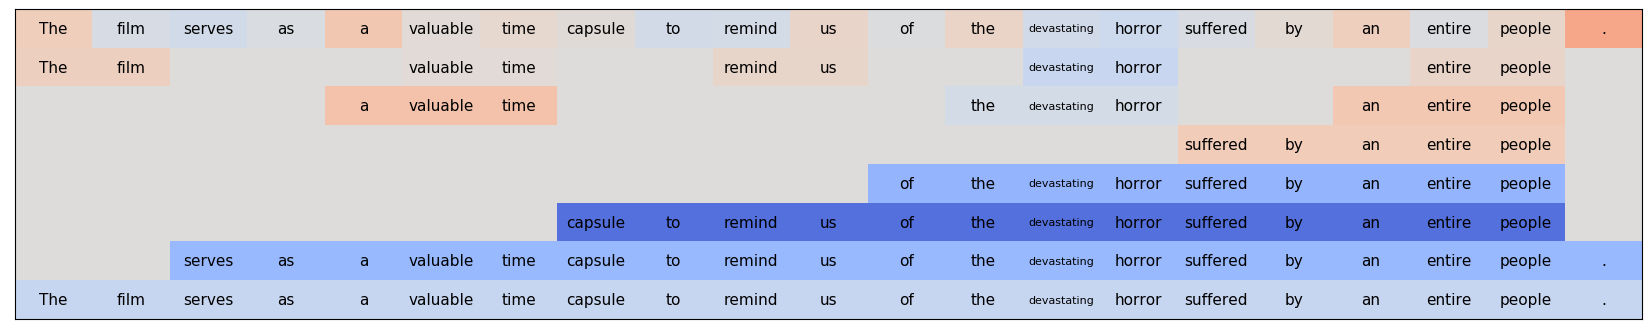 The film serves as a valuable time capsule to remind us of the devastating horror suffered by an entire people .
The film valuable time remind us devastating horror entire people
a valuable time the devastating horror an entire people
suffered by an entire people
of the devastating horror suffered by an entire people
capsule to remind us of the devastating horror suffered by an entire people
serves as a valuable time capsule to remind us of the devastating horror suffered by an entire people .
The film serves as a valuable time capsule to remind us of the devastating horror suffered by an entire people .